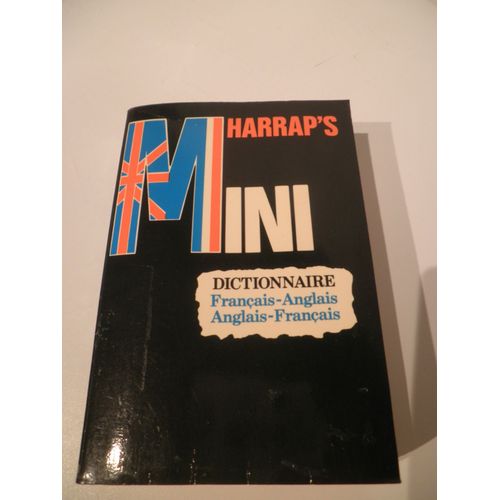 HARRAP'S
MINI
DICTIONNAIRE
Français-Anglais
Anglais-Français